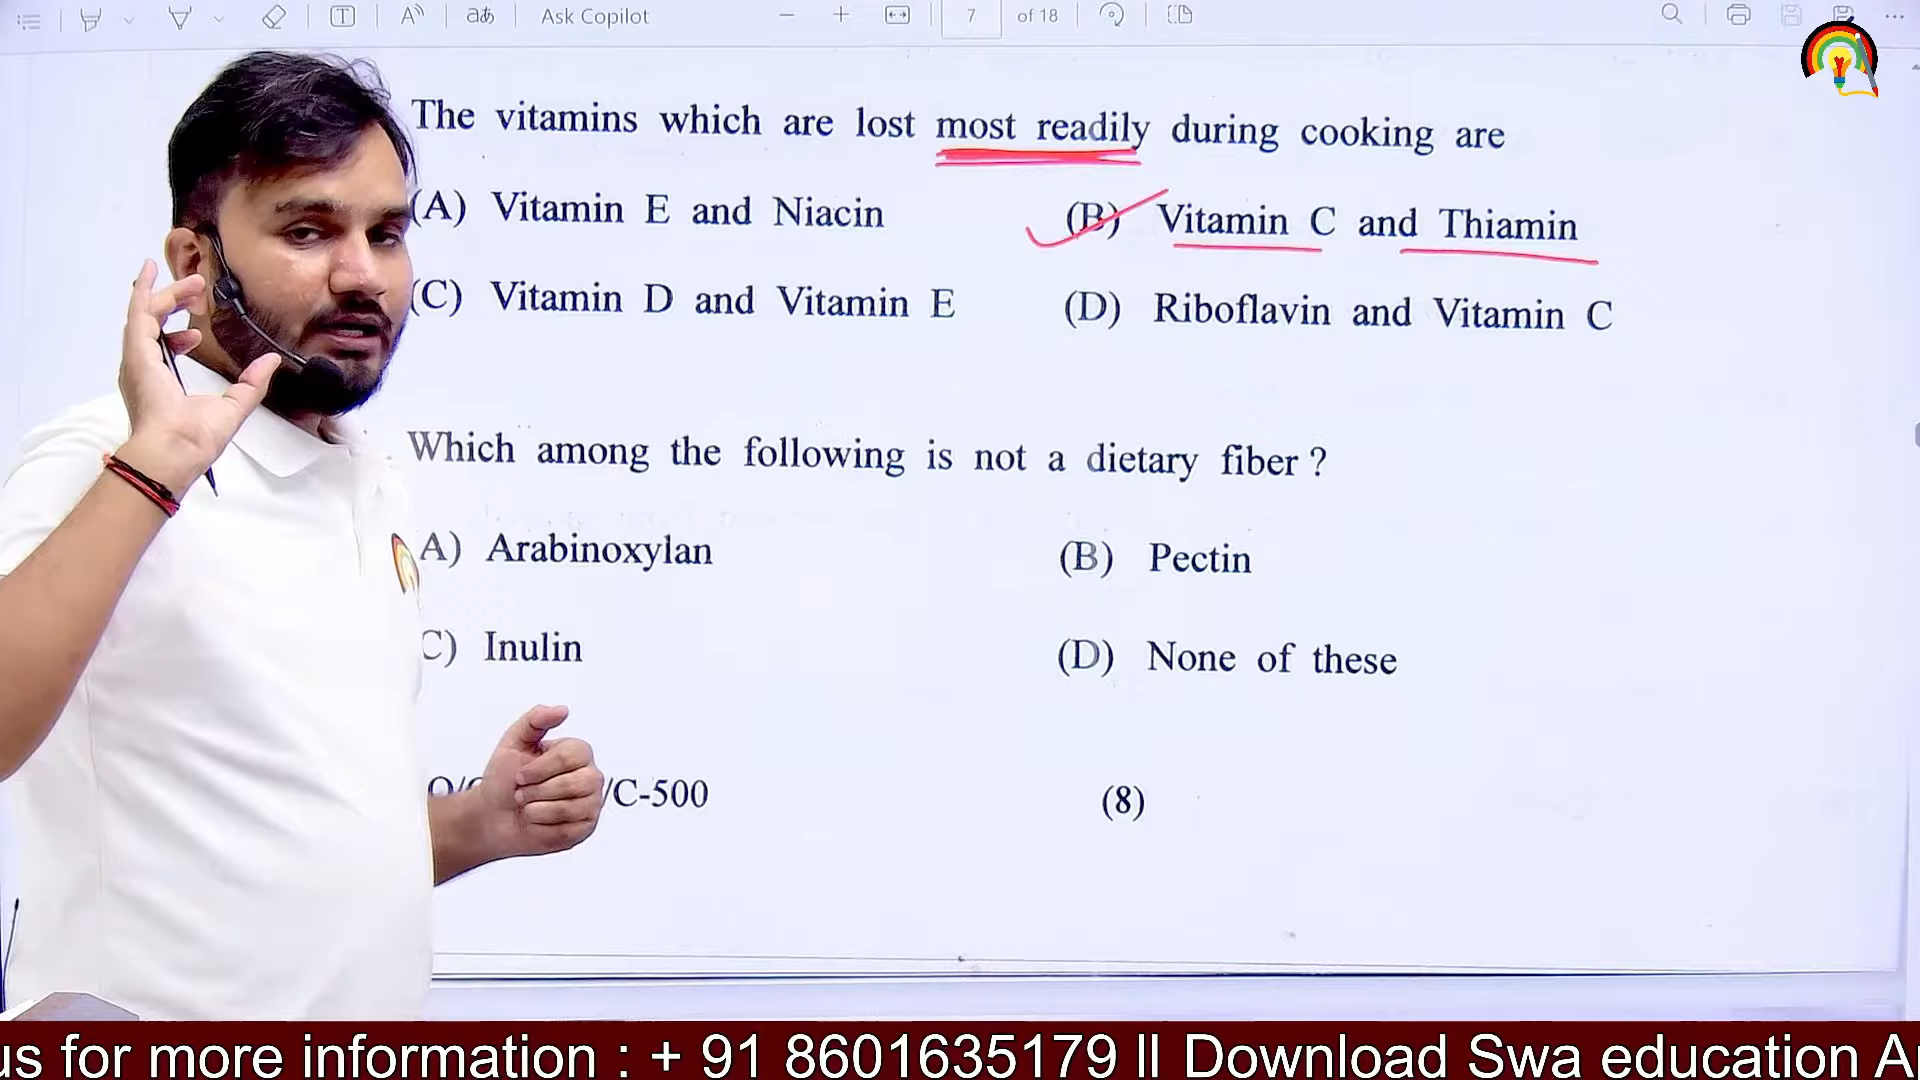 Ask Copilot
7 of 18
The vitamins which are lost most readily during cooking are
(A) Vitamin E and Niacin (B) Vitamin C and Thiamin
(C) Vitamin D and Vitamin E (D) Riboflavin and Vitamin C
Which among the following is not a dietary fiber ?
A) Arabinoxylan (B) Pectin
C) Inulin (D) None of these
/C-500 (8)
us for more information : + 91 8601635179 ll Download Swa education